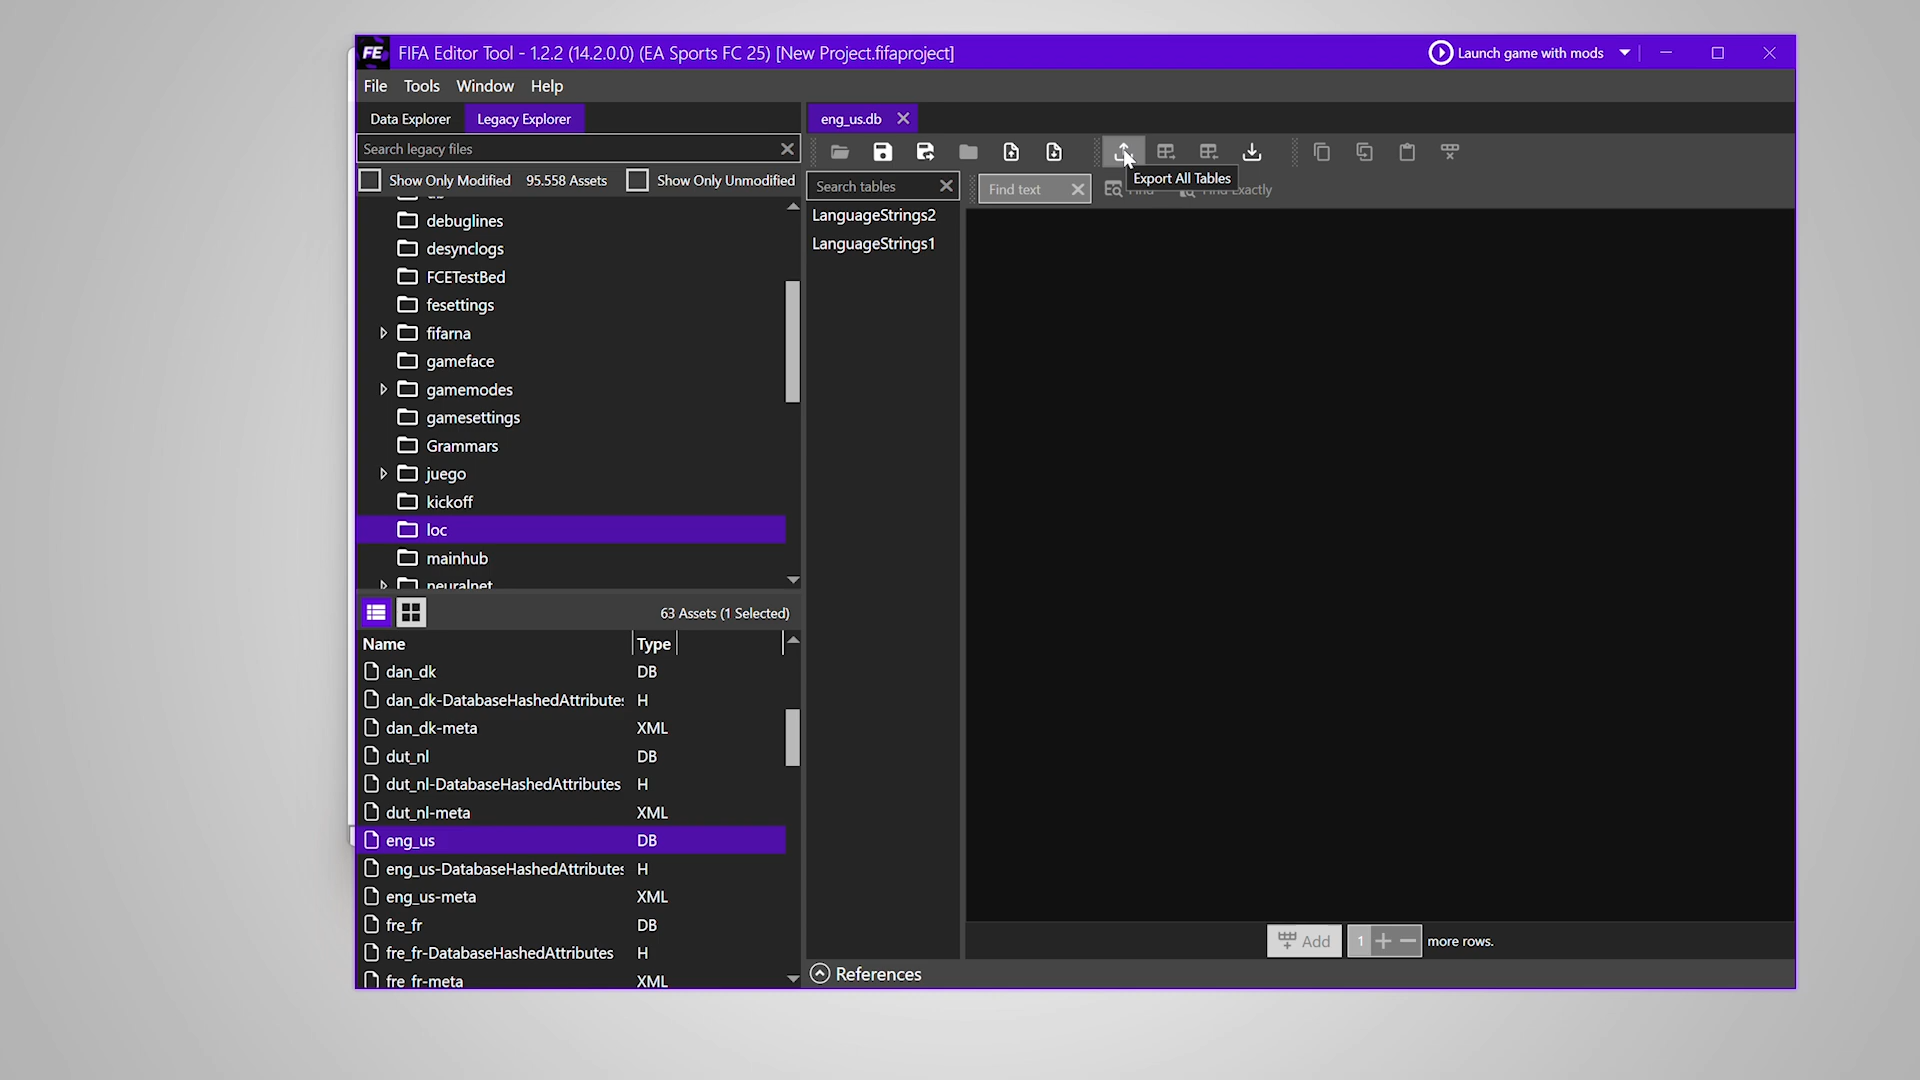 FE FIFA Editor Tool - 1.2.2 (14.2.0.0) (EA Sports FC 25) [New Project.fifaproject]
Launch game with mods
File Tools Window Help
Data Explorer Legacy Explorer
eng_us.db
Search legacy files
Show Only Modified 95.558 Assets Show Only Unmodified
Search tables
Find text
Export All Tables
Exactly
LanguageStrings2
LanguageStrings1
debuglines
desynclogs
FCETestBed
fesettings
fifarna
gameface
gamemodes
gamesettings
Grammars
juego
kickoff
loc
mainhub
neuralnet
63 Assets (1 Selected)
Name Type
dan_dk DB
dan_dk-DatabaseHashedAttributes H
dan_dk-meta XML
dut_nl DB
dut_nl-DatabaseHashedAttributes H
dut_nl-meta XML
eng_us DB
eng_us-DatabaseHashedAttributes H
eng_us-meta XML
fre_fr DB
fre_fr-DatabaseHashedAttributes H
fre_fr-meta XML
Add 1 more rows.
References